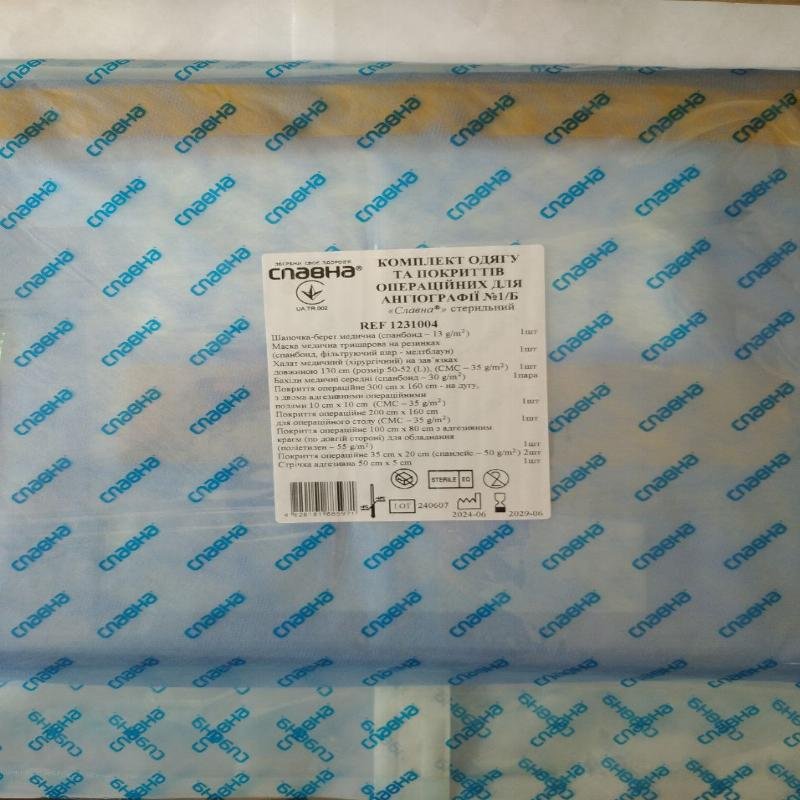 ЗБЕРЕЖИ СВОЄ ЗДОРОВ'Я
славна®
UA.TR.002
КОМПЛЕКТ ОДЯГУ
ТА ПОКРИТТІВ
ОПЕРАЦІЙНИХ ДЛЯ
АНГІОГРАФІЇ №1/Б
«Славна®» стерильний
REF 1231004
Шапочка-берет медична (спанбонд – 13 g/m²) 1шт
Маска медична тришарова на резинках
(спанбонд, фільтруючий шар - мелтблаун) 1шт
Халат медичний (хірургічний) на зав'язках
довжиною 130 cm (розмір 50-52 (L)), (СМС – 35 g/m²) 1шт
Бахіли медичні середні (спанбонд – 30 g/m²) 1пара
Покриття операційне 300 cm x 160 cm - на дугу,
з двома адгезивними операційними
полями 10 cm x 10 cm (СМС – 35 g/m²) 1шт
Покриття операційне 200 cm x 160 cm
для операційного столу (СМС – 35 g/m²) 1шт
Покриття операційне 100 cm x 80 cm з адгезивним
краєм (по довгій стороні) для обладнання
(поліетилен – 55 g/m²) 1шт
Покриття операційне 35 cm x 20 cm (спанлейс – 50 g/m²) 2шт
Стрічка адгезивна 50 cm x 5 cm 1шт
STERILE EO
LOT 240607
2024-06 2029-06